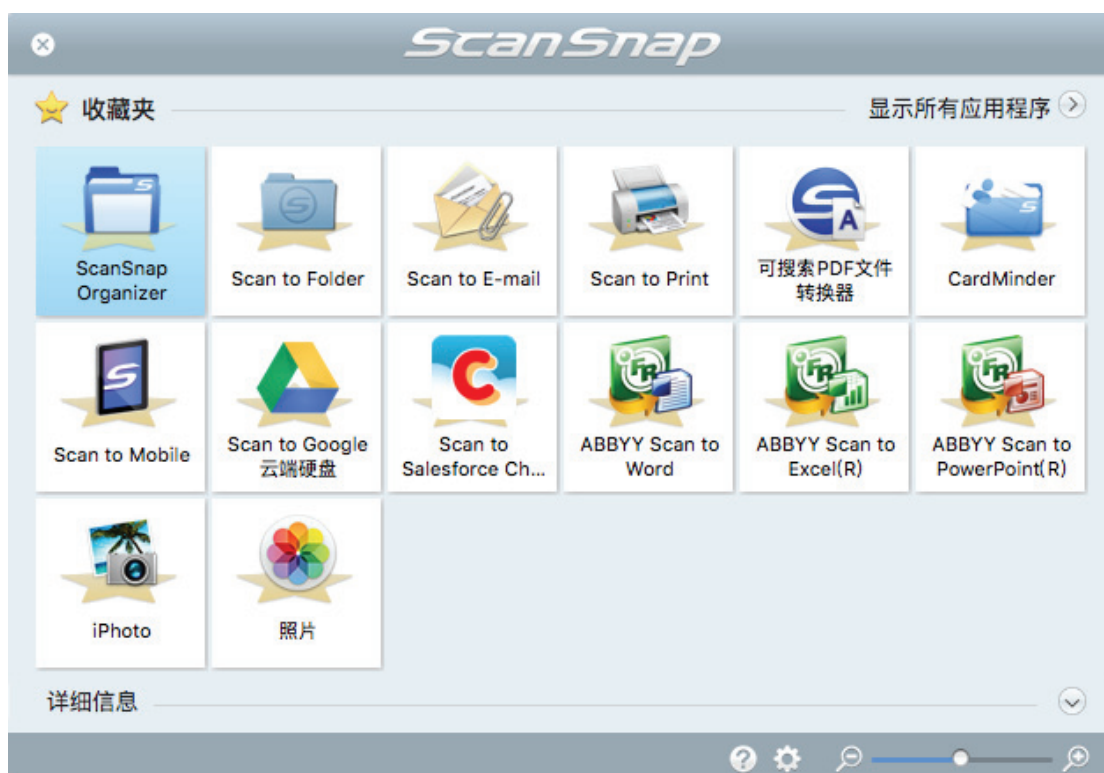 ScanSnap
收藏夹
显示所有应用程序
ScanSnap
Organizer
Scan to Folder
Scan to E-mail
Scan to Print
可搜索PDF文件
转换器
CardMinder
Scan to Mobile
Scan to Google
云端硬盘
Scan to
Salesforce Ch...
ABBYY Scan to
Word
ABBYY Scan to
Excel(R)
ABBYY Scan to
PowerPoint(R)
iPhoto
照片
详细信息